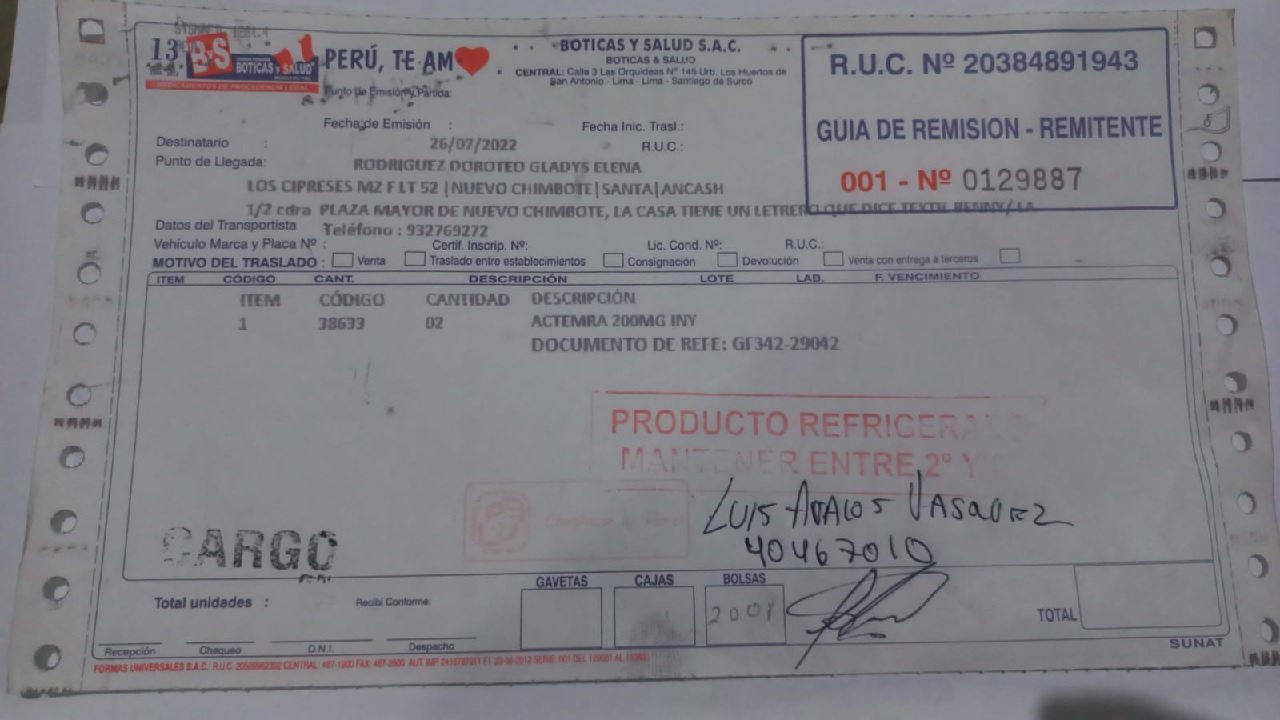 13
B&S BOTICAS Y SALUD
MEDICAMENTOS DE PROCEDENCIA LEGAL
PERÚ, TE AM
BOTICAS Y SALUD S.A.C.
BOTICAS & SALUD
CENTRAL: Calle 3 Las Orquideas Nº 145 Urb. Los Huertos de
San Antonio - Lima - Lima - Santiago de Surco
R.U.C. Nº 20384891943
GUIA DE REMISION - REMITENTE
001 - Nº 0129887
Punto de Emisión y Partida:
Fecha de Emisión : Fecha Inic. Trasl.:
Destinatario : 26/07/2022 R.U.C.:
Punto de Llegada: RODRIGUEZ DOROTEO GLADYS ELENA
LOS CIPRESES MZ F LT 52 | NUEVO CHIMBOTE | SANTA | ANCASH
1/2 cdra PLAZA MAYOR DE NUEVO CHIMBOTE, LA CASA TIENE UN LETRERO QUE DICE TEXTIL BENNY/ LA
Datos del Transportista Teléfono : 932769272
Vehículo Marca y Placa Nº : Certif. Inscrip. Nº: Lic. Cond. Nº: R.U.C.:
MOTIVO DEL TRASLADO : Venta Traslado entre establecimientos Consignación Devolución Venta con entrega a terceros
ITEM CÓDIGO CANT. DESCRIPCIÓN LOTE LAB. F. VENCIMIENTO
ITEM CÓDIGO CANTIDAD DESCRIPCIÓN
1 38633 02 ACTEMRA 200MG INY
DOCUMENTO DE REFE: GF342-29042
PRODUCTO REFRIGERA
MANTENER ENTRE 2° Y
LUIS AVALOS VASQUEZ
40467010
CARGO
GAVETAS CAJAS BOLSAS
Total unidades : Recibí Conforme: 2001 TOTAL
Recepción Chequeo D.N.I. Despacho SUNAT
FORMAS UNIVERSALES S.A.C.